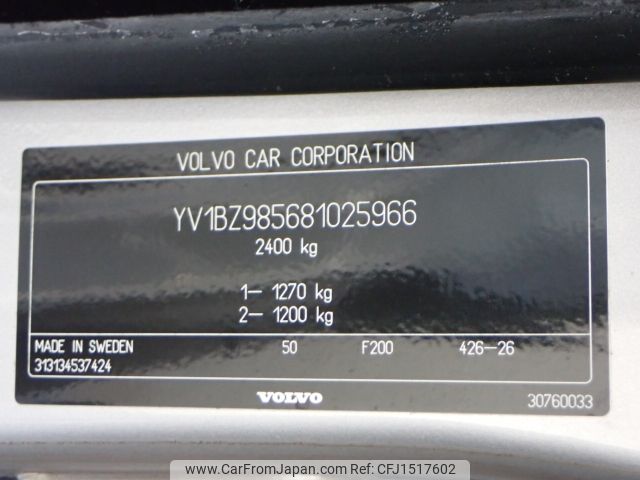 VOLVO CAR CORPORATION
YV1BZ985681025966
2400 kg
1– 1270 kg
2– 1200 kg
MADE IN SWEDEN 50 F200 426–26
313134537424
VOLVO 30760033
www.CarFromJapan.com CFJ1517602